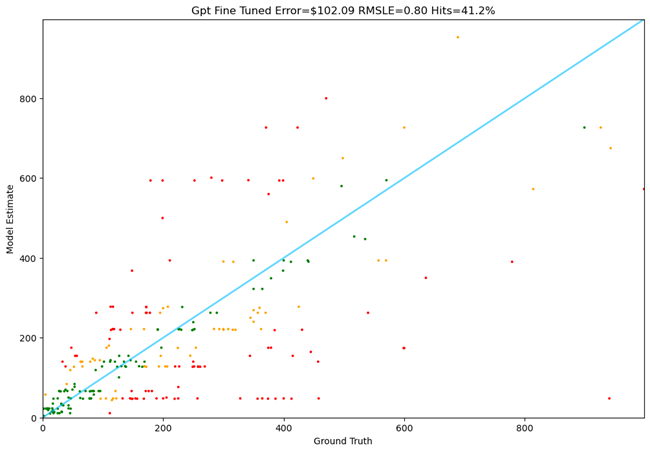 Gpt Fine Tuned Error=$102.09 RMSLE=0.80 Hits=41.2%
Model Estimate
800
600
400
200
0
0 200 400 600 800
Ground Truth